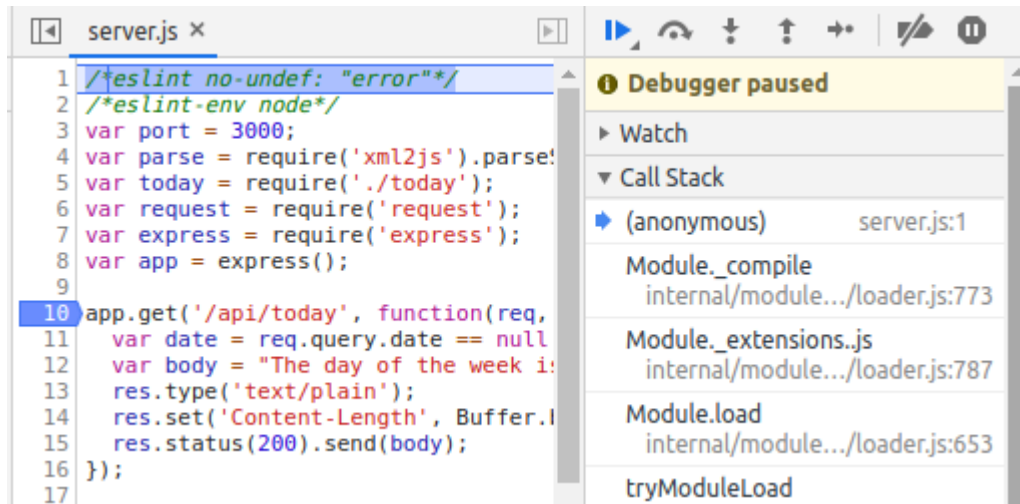 server.js ×
1 /*eslint no-undef: "error"*/
2 /*eslint-env node*/
3 var port = 3000;
4 var parse = require('xml2js').parseS
5 var today = require('./today');
6 var request = require('request');
7 var express = require('express');
8 var app = express();
9
10 app.get('/api/today', function(req,
11 var date = req.query.date == null
12 var body = "The day of the week is
13 res.type('text/plain');
14 res.set('Content-Length', Buffer.
15 res.status(200).send(body);
16 });
17
Debugger paused
Watch
Call Stack
(anonymous) server.js:1
Module._compile
internal/module…/loader.js:773
Module._extensions..js
internal/module…/loader.js:787
Module.load
internal/module…/loader.js:653
tryModuleLoad